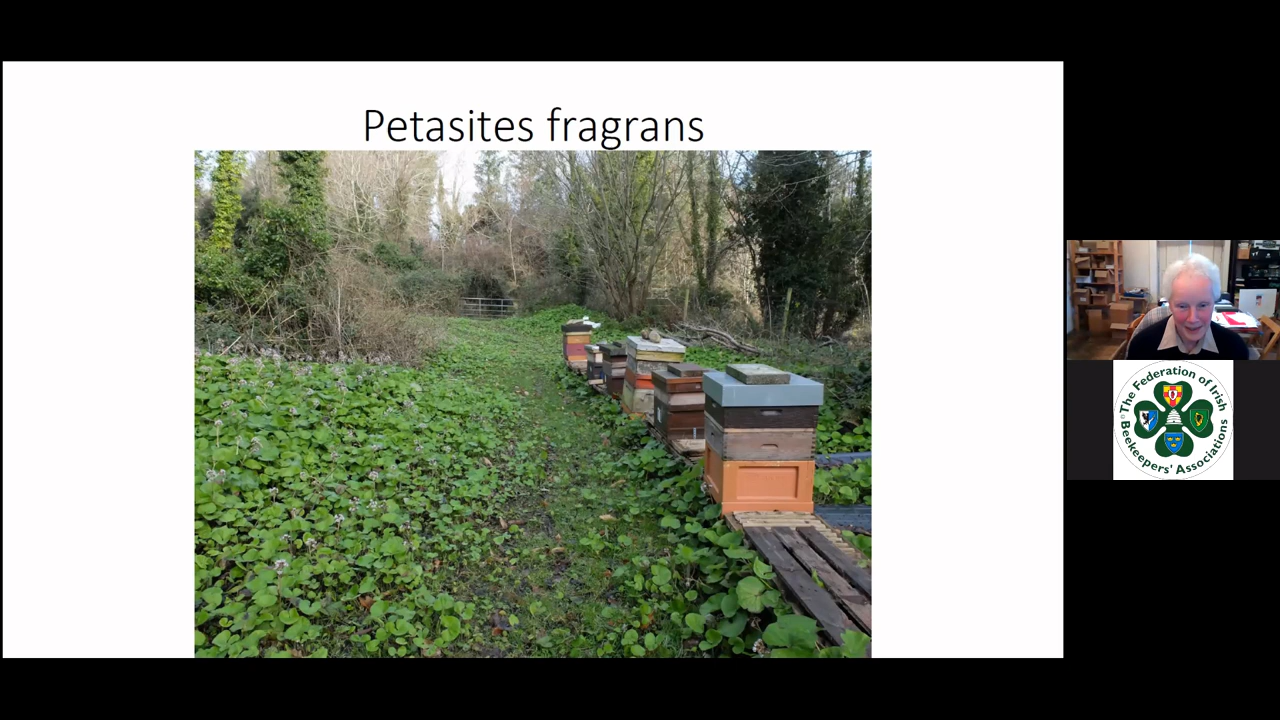 Petasites fragrans
The Federation of Irish
Beekeepers' Associations